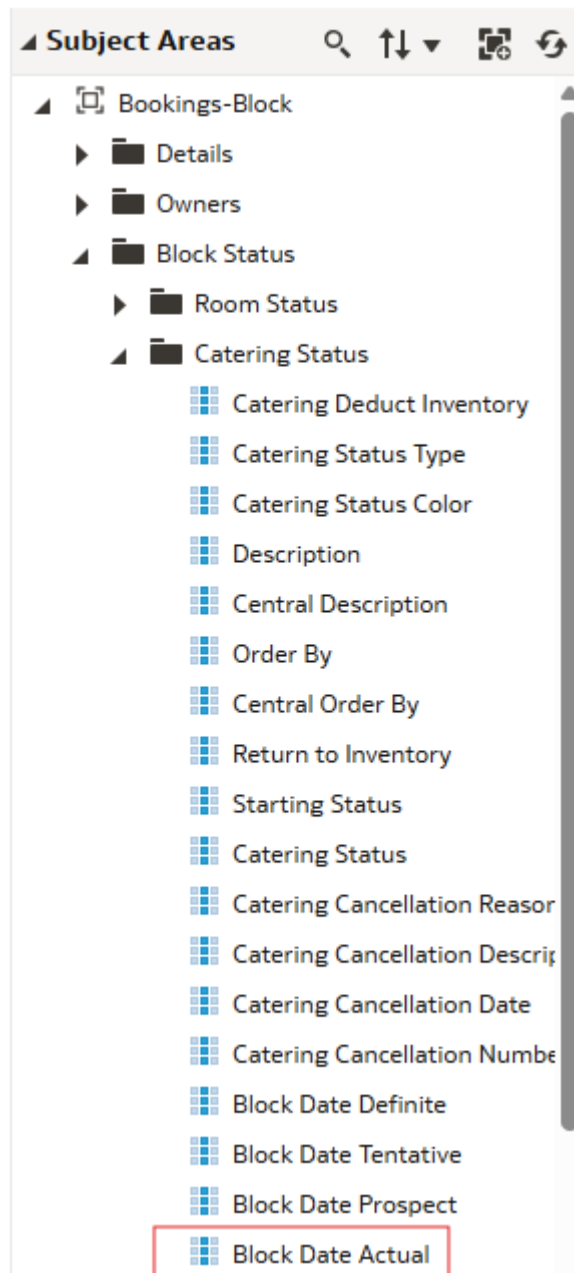 Subject Areas
Bookings-Block
Details
Owners
Block Status
Room Status
Catering Status
Catering Deduct Inventory
Catering Status Type
Catering Status Color
Description
Central Description
Order By
Central Order By
Return to Inventory
Starting Status
Catering Status
Catering Cancellation Reasor
Catering Cancellation Descrip
Catering Cancellation Date
Catering Cancellation Numbe
Block Date Definite
Block Date Tentative
Block Date Prospect
Block Date Actual